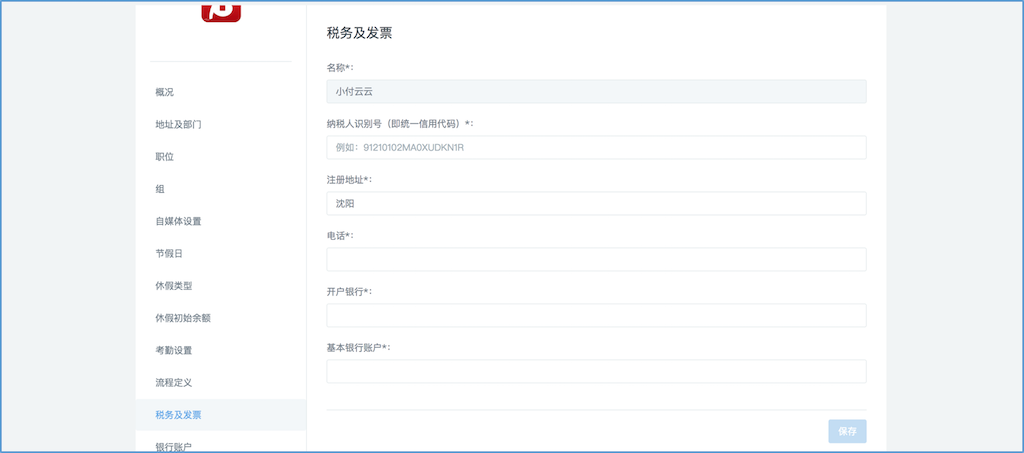 税务及发票
名称*:
小付云云
纳税人识别号（即统一信用代码）*:
例如：91210102MA0XUDKN1R
注册地址*:
沈阳
电话*:
开户银行*:
基本银行账户*:
保存
概况
地址及部门
职位
组
自媒体设置
节假日
休假类型
休假初始余额
考勤设置
流程定义
税务及发票
银行账户